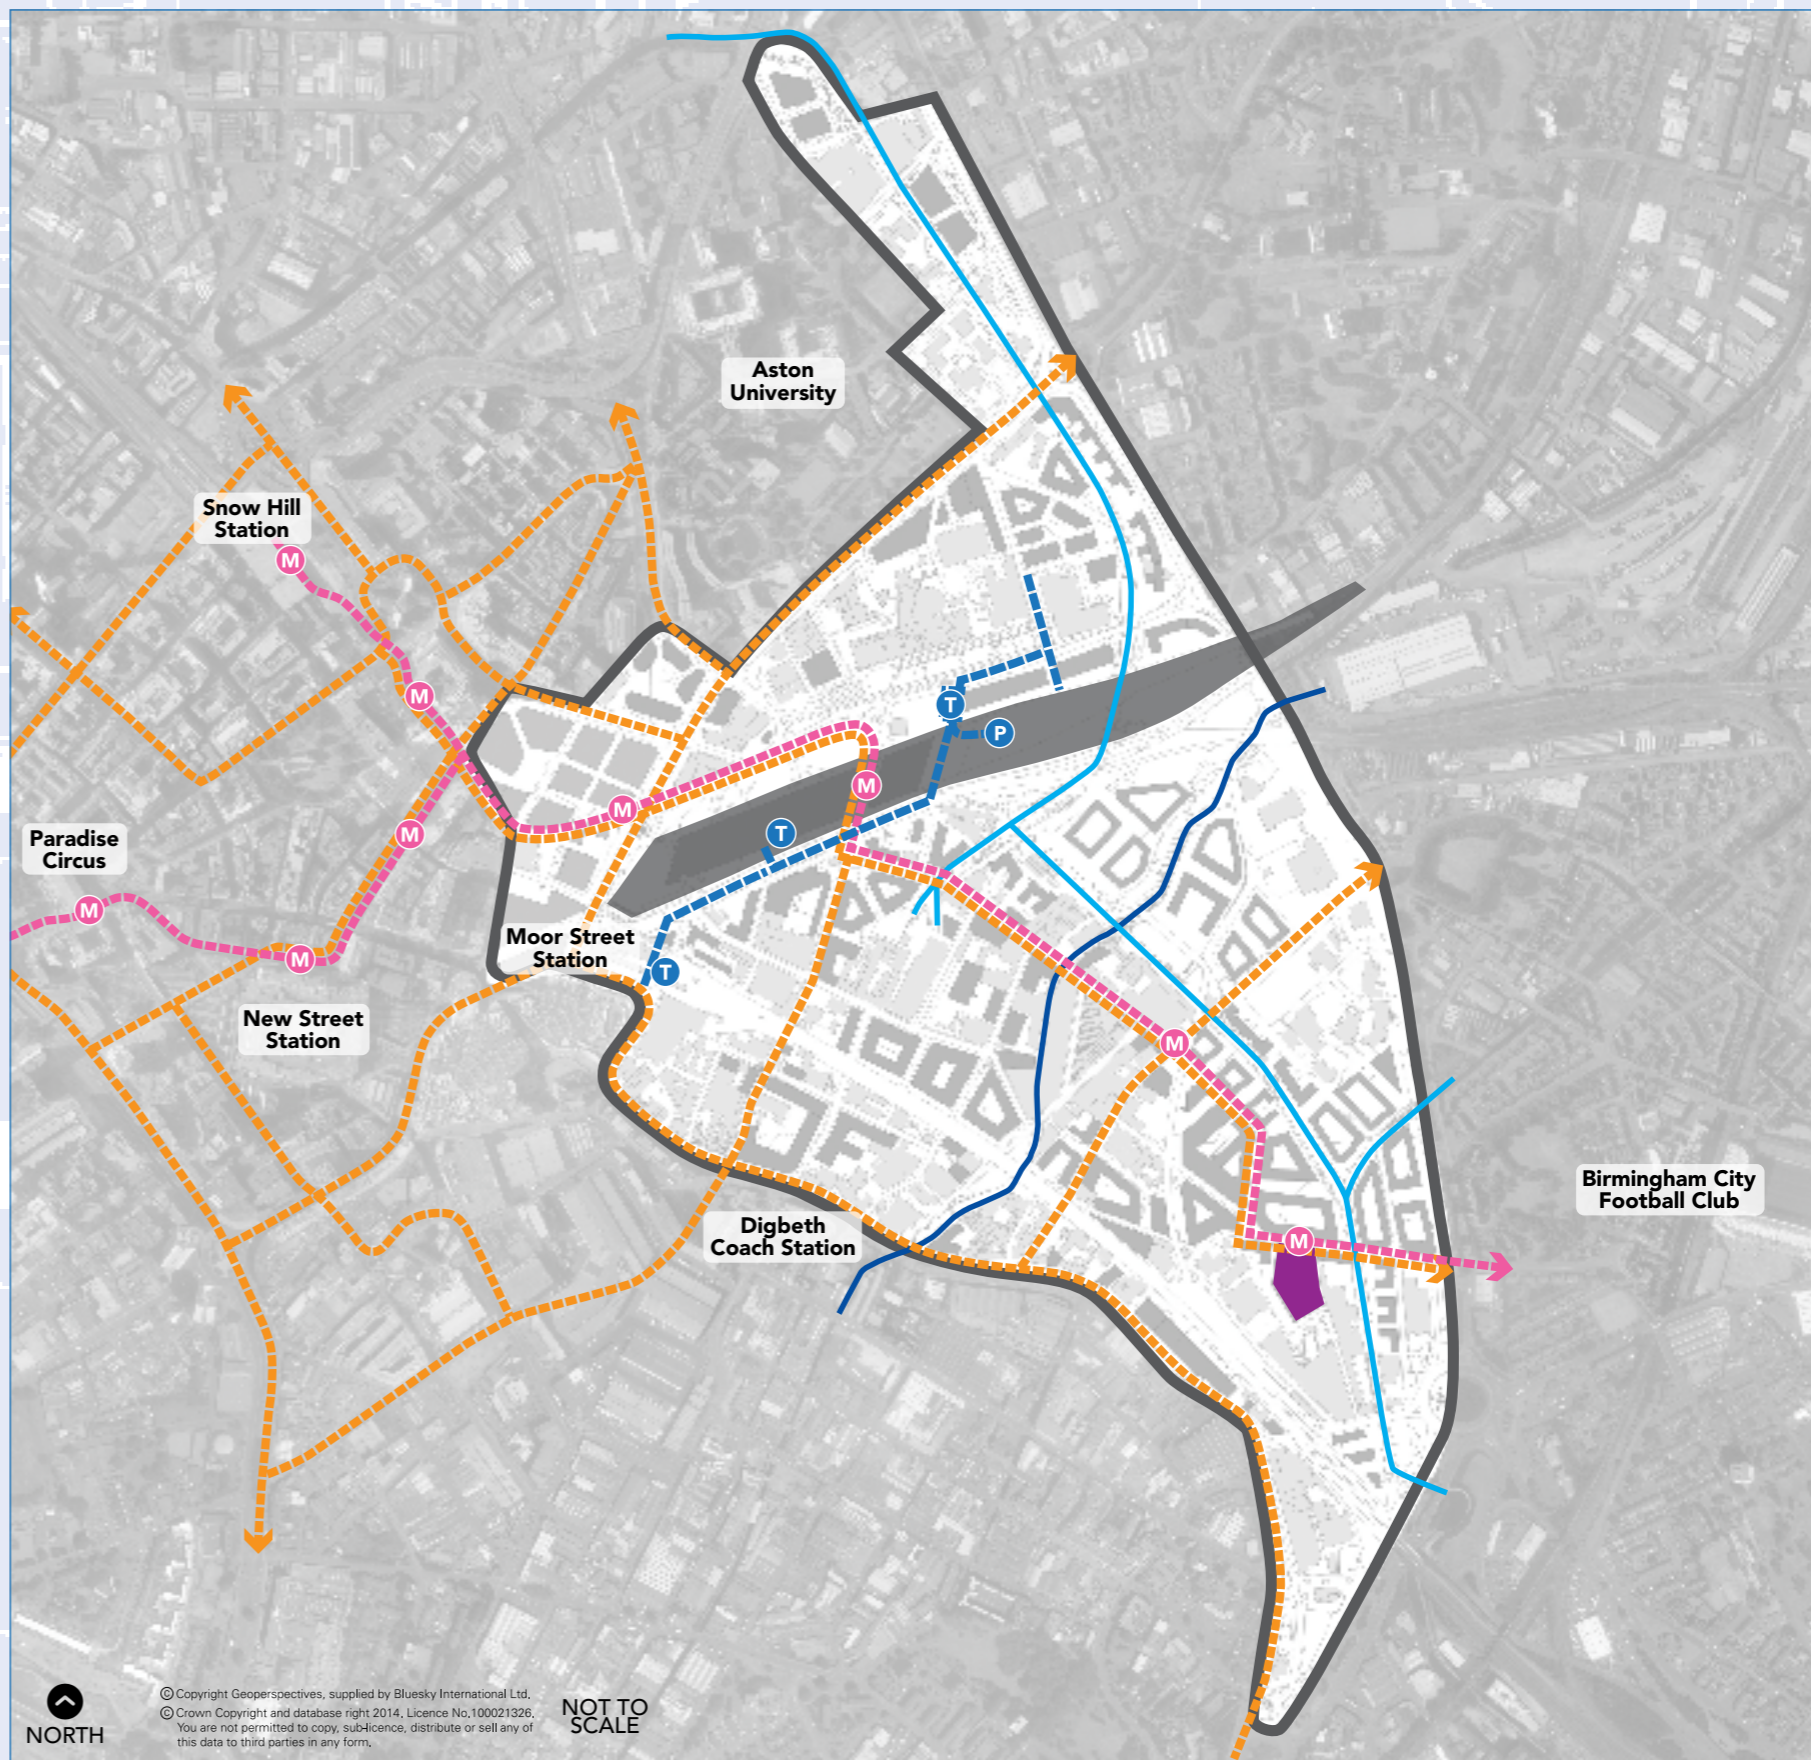 Aston
University
Snow Hill
Station
M
M
T
P
M
M
T
M
Paradise
Circus
M
M
Moor Street
Station
T
New Street
Station
M
Birmingham City
Football Club
Digbeth
Coach Station
M
NORTH
© Copyright Geoperspectives, supplied by Bluesky International Ltd.
© Crown Copyright and database right 2014. Licence No.100021326.
You are not permitted to copy, sub-licence, distribute or sell any of
this data to third parties in any form.
NOT TO
SCALE